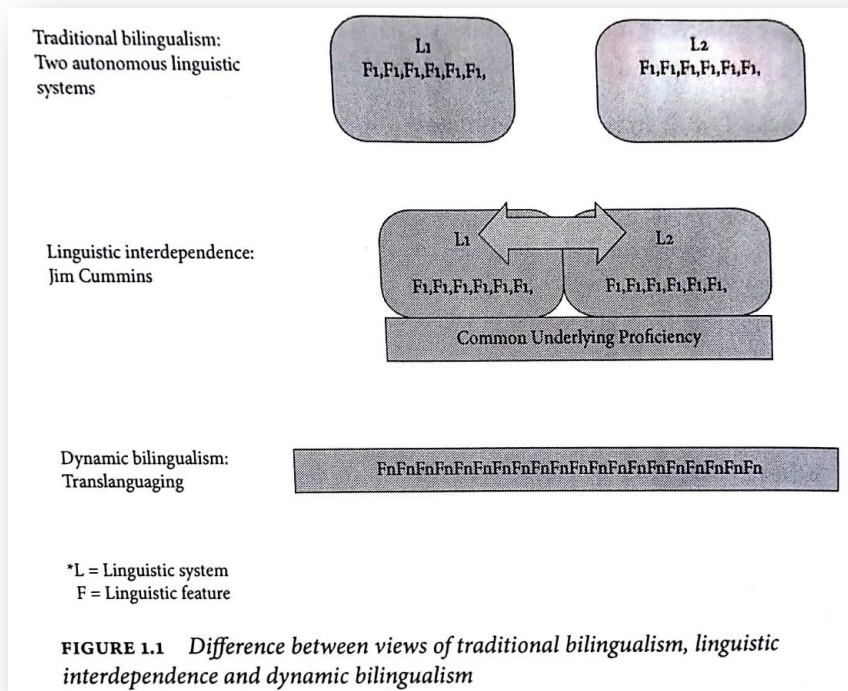 Traditional bilingualism:
Two autonomous linguistic
systems
L1
F1,F1,F1,F1,F1,F1,
L2
F1,F1,F1,F1,F1,F1,
Linguistic interdependence:
Jim Cummins
L1
L2
F1,F1,F1,F1,F1,F1,
F1,F1,F1,F1,F1,F1,
Common Underlying Proficiency
Dynamic bilingualism:
Translanguaging
FnFnFnFnFnFnFnFnFnFnFnFnFnFnFnFnFnFnFnFn
*L = Linguistic system
F = Linguistic feature
FIGURE 1.1 Difference between views of traditional bilingualism, linguistic
interdependence and dynamic bilingualism